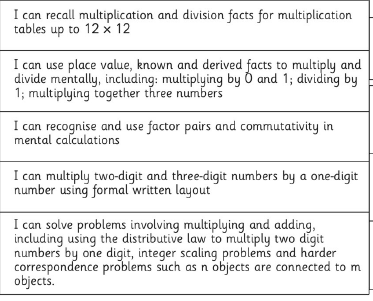 I can recall multiplication and division facts for multiplication
tables up to 12 × 12
I can use place value, known and derived facts to multiply and
divide mentally, including: multiplying by 0 and 1; dividing by
1; multiplying together three numbers
I can recognise and use factor pairs and commutativity in
mental calculations
I can multiply two-digit and three-digit numbers by a one-digit
number using formal written layout
I can solve problems involving multiplying and adding,
including using the distributive law to multiply two digit
numbers by one digit, integer scaling problems and harder
correspondence problems such as n objects are connected to m
objects.